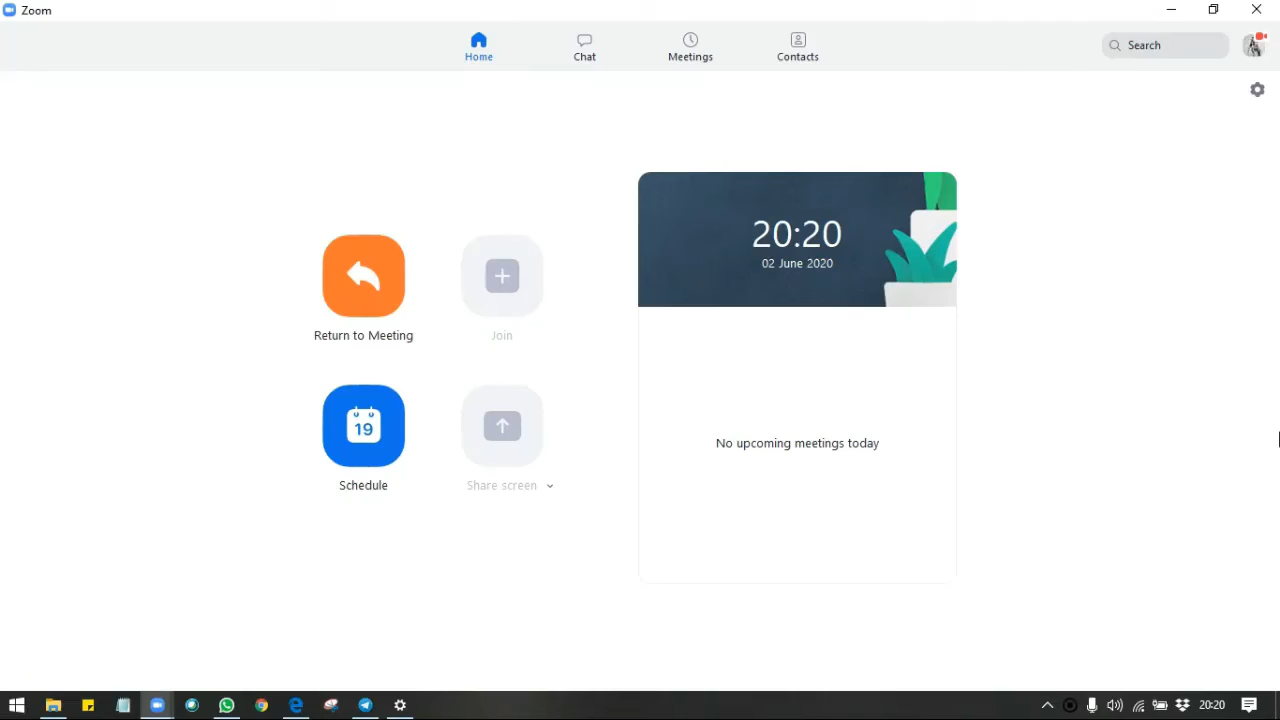 Zoom
Home
Chat
Meetings
Contacts
Search
20:20
02 June 2020
Return to Meeting
Join
19
Schedule
Share screen
No upcoming meetings today
20:20